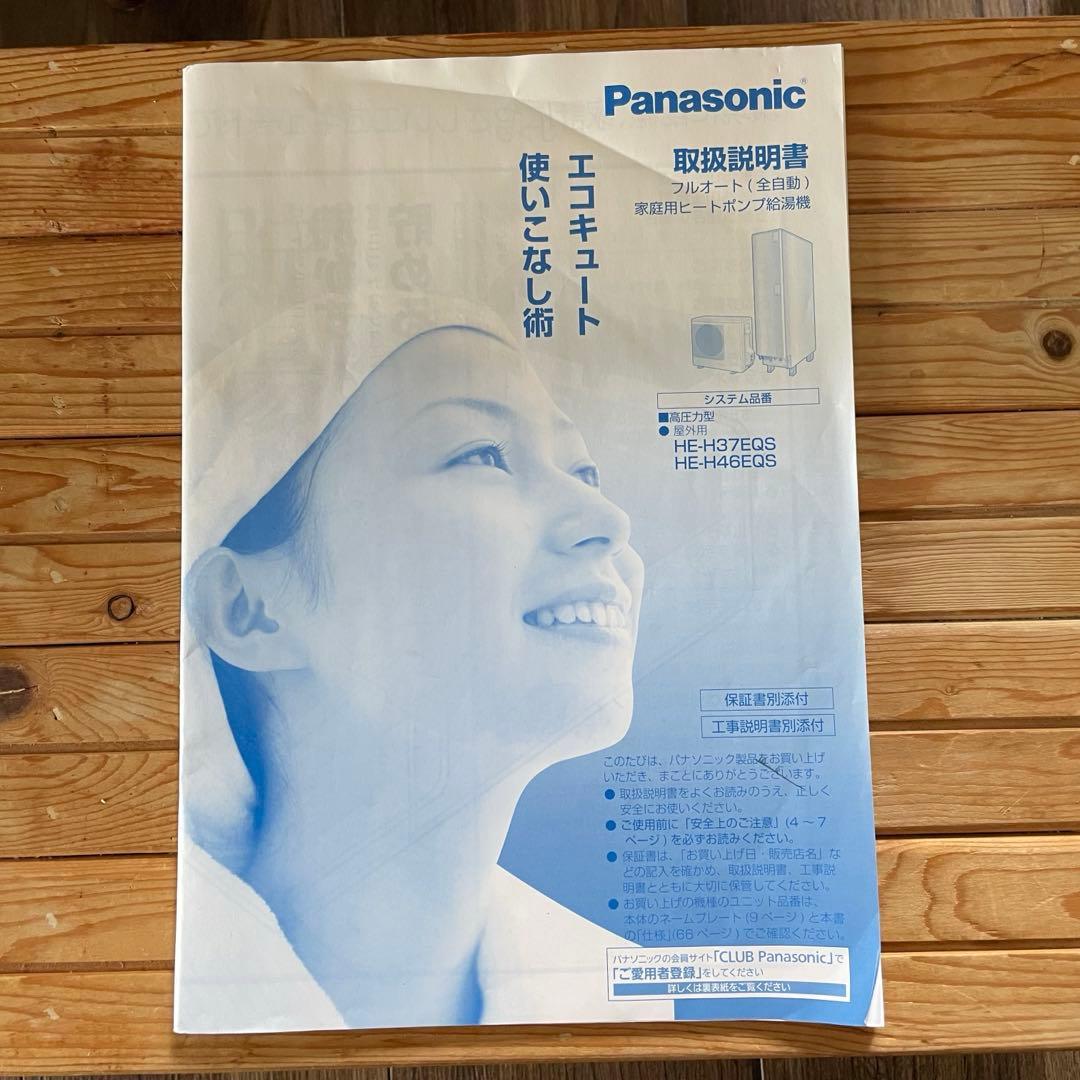 Panasonic®
取扱説明書
フルオート(全自動)
家庭用ヒートポンプ給湯機
エコキュート
使いこなし術
システム品番
■高圧力型
● 屋外用
HE-H37EQS
HE-H46EQS
保証書別添付
工事説明書別添付
このたびは、パナソニック製品をお買い上げ
いただき、まことにありがとうございます。
● 取扱説明書をよくお読みのうえ、正しく
安全にお使いください。
● ご使用前に「安全上のご注意」(4～7
ページ)を必ずお読みください。
● 保証書は、「お買い上げ日・販売店名」な
どの記入を確かめ、取扱説明書、工事説
明書とともに大切に保管してください。
● お買い上げの機種のユニット品番は、
本体のネームプレート(9ページ)と本書
の「仕様」(66ページ)でご確認ください。
パナソニックの会員サイト「CLUB Panasonic」で
「ご愛用者登録」をしてください
詳しくは裏表紙をご覧ください